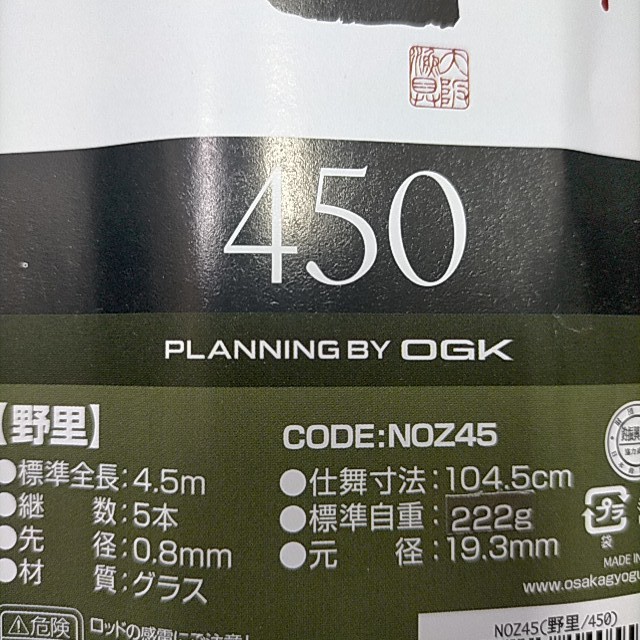 大阪漁具
450
PLANNING BY OGK
【野里】
CODE:NOZ45
●標準全長:4.5m
●継 数:5本
●先 径:0.8mm
●材 質:グラス
●仕舞寸法:104.5cm
●標準自重:222g
●元 径:19.3mm
プラ
袋
MADE IN
www.osakagyogu
⚠危険
ロッドの感電にご注意!
NOZ45(野里/450)